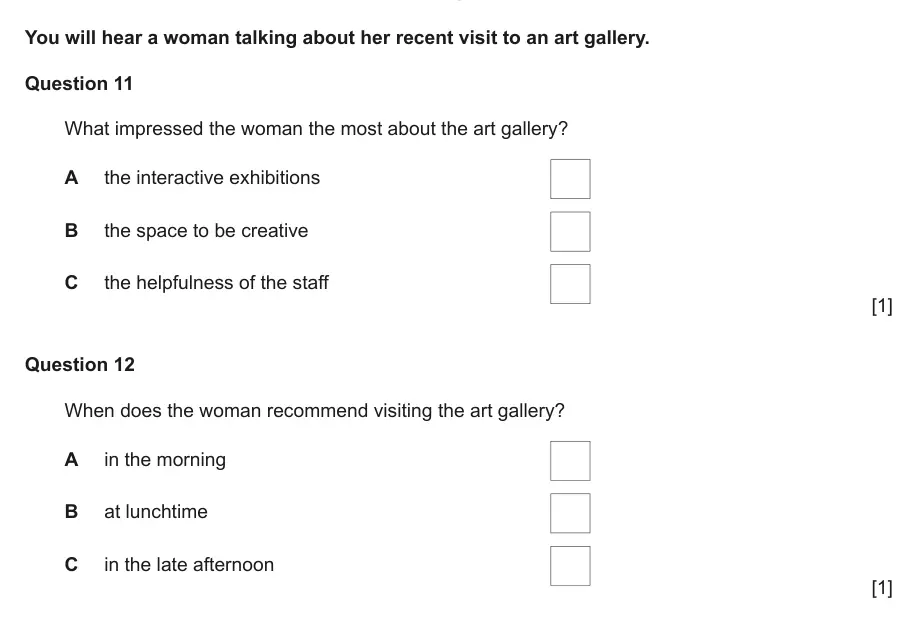 You will hear a woman talking about her recent visit to an art gallery.
Question 11
What impressed the woman the most about the art gallery?
A the interactive exhibitions
B the space to be creative
C the helpfulness of the staff
[1]
Question 12
When does the woman recommend visiting the art gallery?
A in the morning
B at lunchtime
C in the late afternoon
[1]